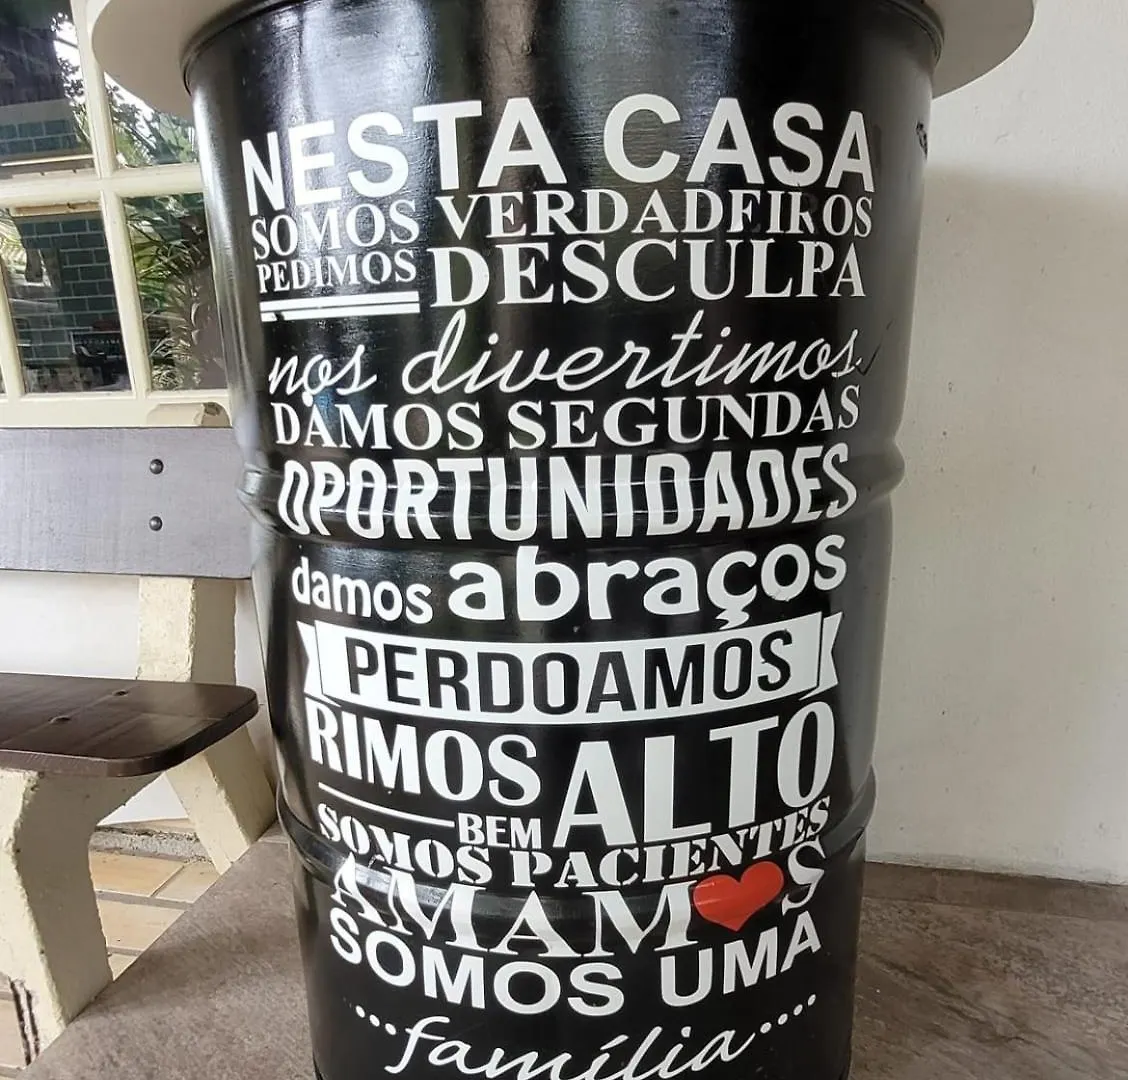 NESTA CASA
SOMOS VERDADEIROS
PEDIMOS DESCULPA
nos divertimos
DAMOS SEGUNDAS
OPORTUNIDADES
damos abraços
PERDOAMOS
RIMOS ALTO
BEM
SOMOS PACIENTES
AMAM❤S
SOMOS UMA
...família...